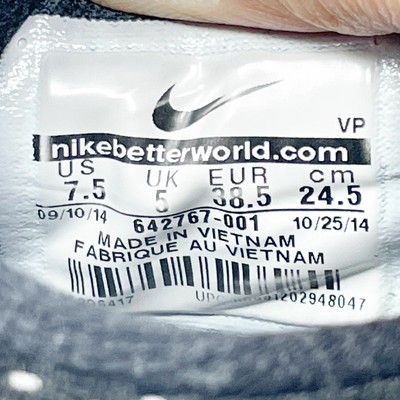 VP
nikebetterworld.com
US UK EUR cm
7.5 5 38.5 24.5
09/10/14 642767-001 10/25/14
MADE IN VIETNAM
FABRIQUE AU VIETNAM